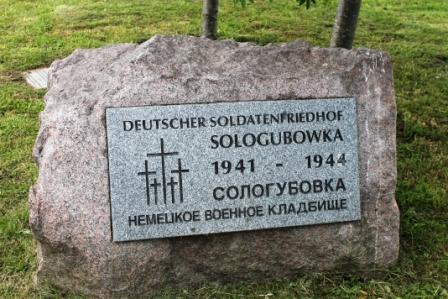 DEUTSCHER SOLDATENFRIEDHOF
SOLOGUBOWKA
1941 - 1944
СОЛОГУБОВКА
НЕМЕЦКОЕ ВОЕННОЕ КЛАДБИЩЕ